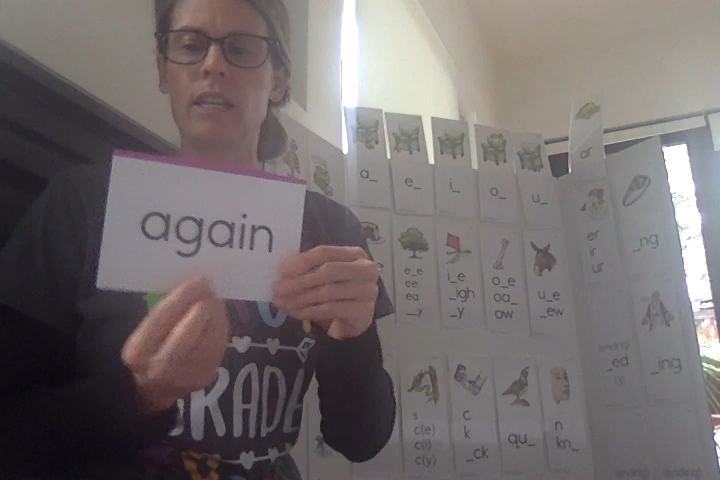 again
RADE
a_
e_
i_
o_
u_
ar
er
ir
ur
_ng
e_e
ee
ea
_y
i_e
_igh
_y
o_e
oa_
ow
u_e
_ew
_ed
_ing
s
c(e)
c(i)
c(y)
c
k
_ck
qu_
n
kn_